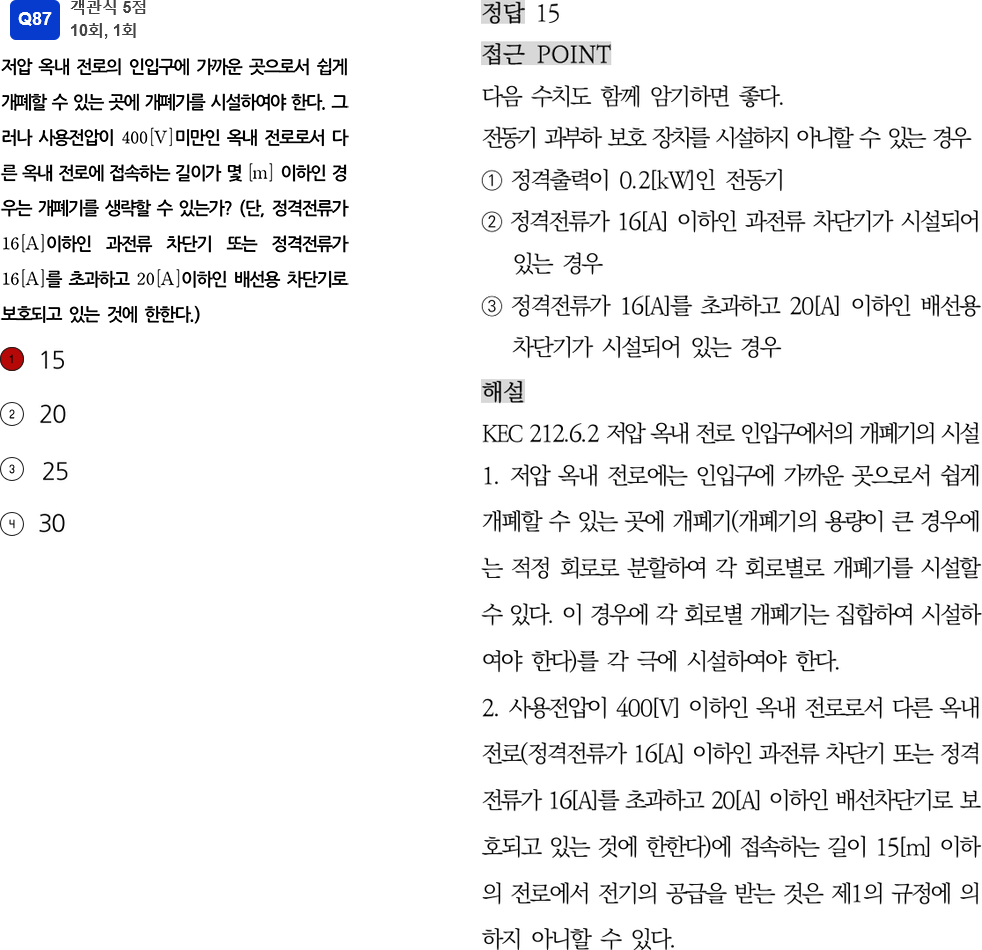 Q87
객관식 5점
10회, 1회
저압 옥내 전로의 인입구에 가까운 곳으로서 쉽게
개폐할 수 있는 곳에 개폐기를 시설하여야 한다. 그
러나 사용전압이 400[V]미만인 옥내 전로로서 다
른 옥내 전로에 접속하는 길이가 몇 [m] 이하인 경
우는 개폐기를 생략할 수 있는가? (단, 정격전류가
16[A]이하인 과전류 차단기 또는 정격전류가
16[A]를 초과하고 20[A]이하인 배선용 차단기로
보호되고 있는 것에 한한다.)
① 15
② 20
③ 25
④ 30
정답 15
접근 POINT
다음 수치도 함께 암기하면 좋다.
전동기 과부하 보호 장치를 시설하지 아니할 수 있는 경우
① 정격출력이 0.2[kW]인 전동기
② 정격전류가 16[A] 이하인 과전류 차단기가 시설되어
있는 경우
③ 정격전류가 16[A]를 초과하고 20[A] 이하인 배선용
차단기가 시설되어 있는 경우
해설
KEC 212.6.2 저압 옥내 전로 인입구에서의 개폐기의 시설
1. 저압 옥내 전로에는 인입구에 가까운 곳으로서 쉽게
개폐할 수 있는 곳에 개폐기(개폐기의 용량이 큰 경우에
는 적정 회로로 분할하여 각 회로별로 개폐기를 시설할
수 있다. 이 경우에 각 회로별 개폐기는 집합하여 시설하
여야 한다)를 각 극에 시설하여야 한다.
2. 사용전압이 400[V] 이하인 옥내 전로로서 다른 옥내
전로(정격전류가 16[A] 이하인 과전류 차단기 또는 정격
전류가 16[A]를 초과하고 20[A] 이하인 배선차단기로 보
호되고 있는 것에 한한다)에 접속하는 길이 15[m] 이하
의 전로에서 전기의 공급을 받는 것은 제1의 규정에 의
하지 아니할 수 있다.